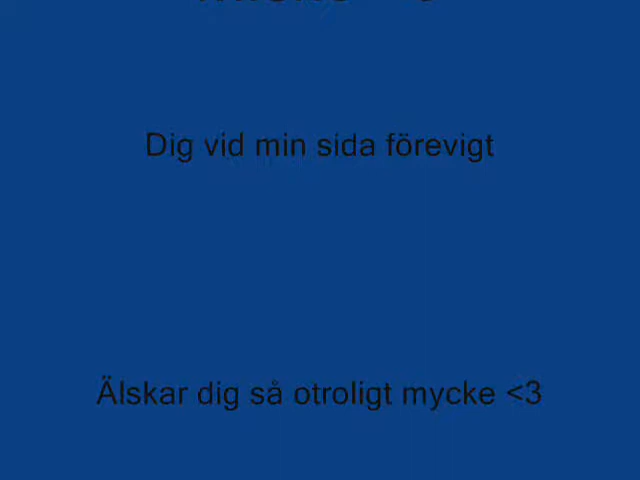 Dig vid min sida förevigt
Älskar dig så otroligt mycke <3